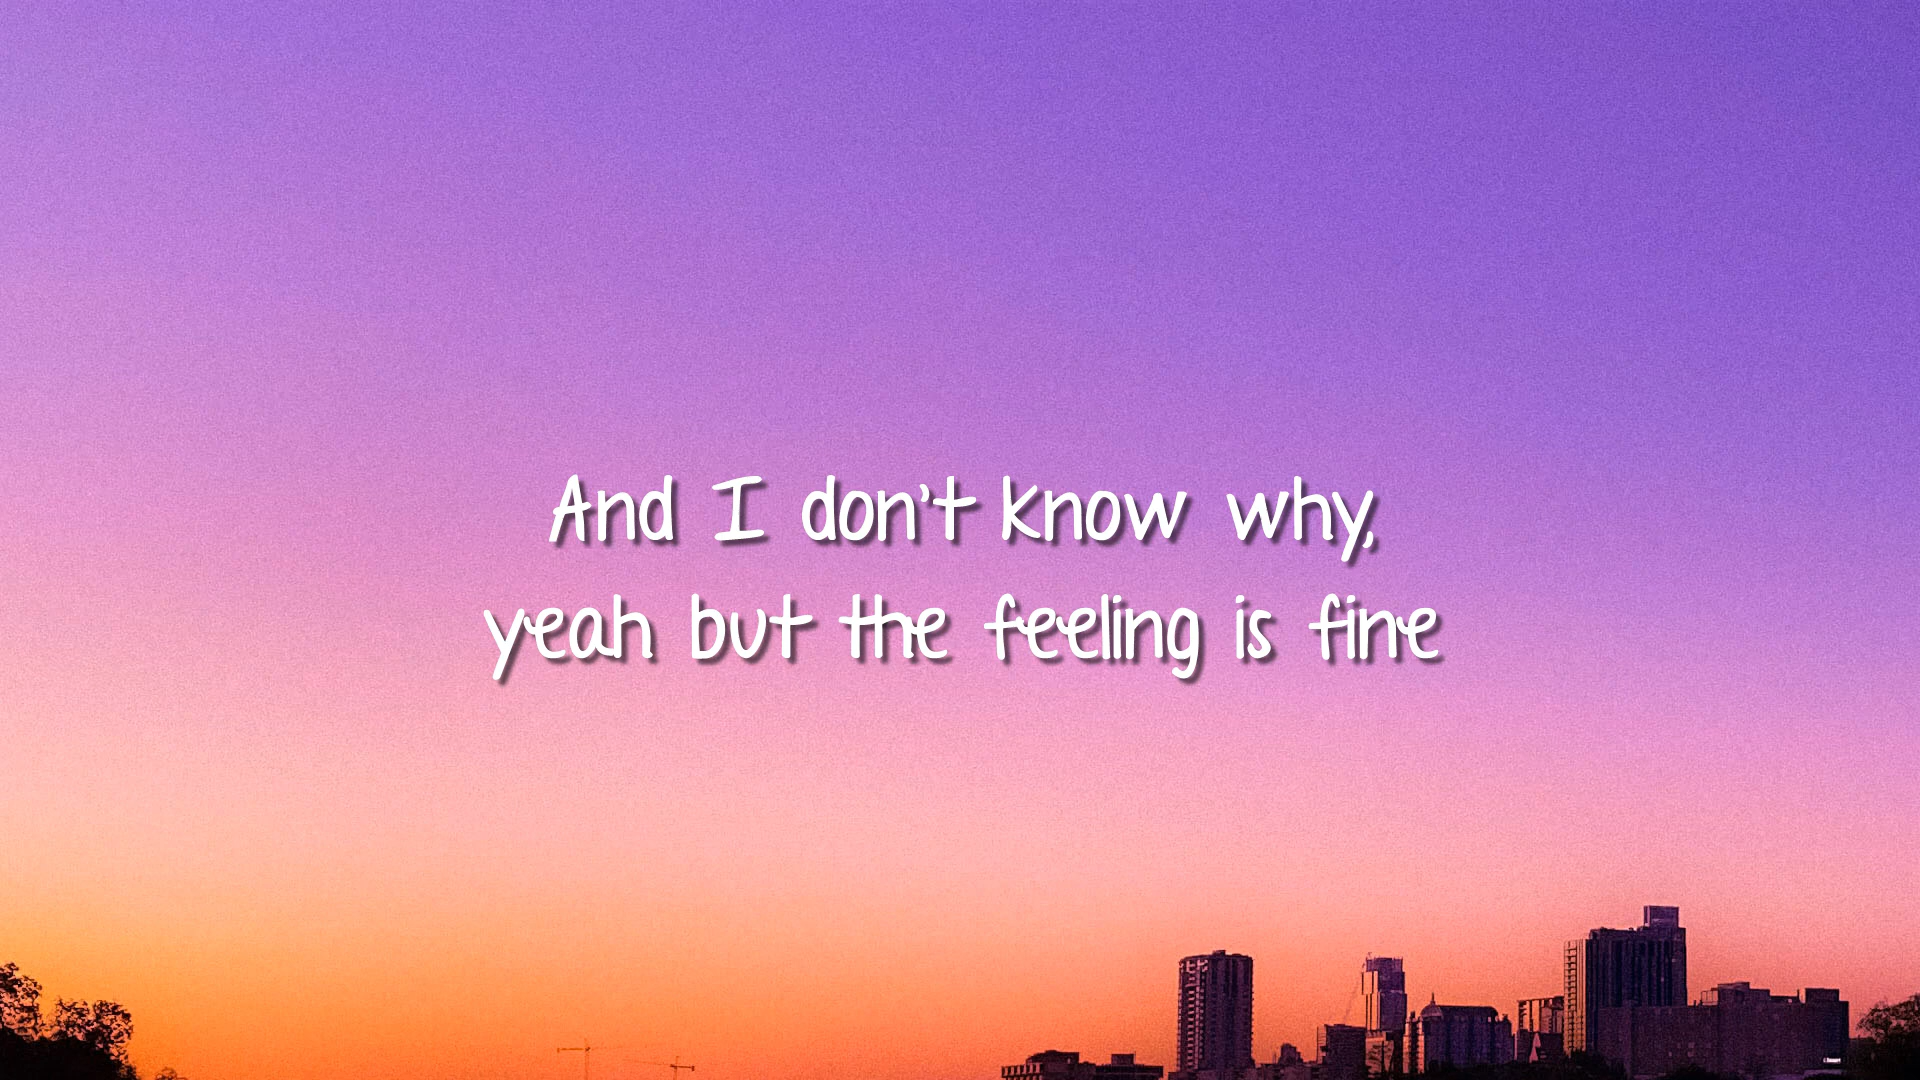 And I don't know why,
yeah but the feeling is fine